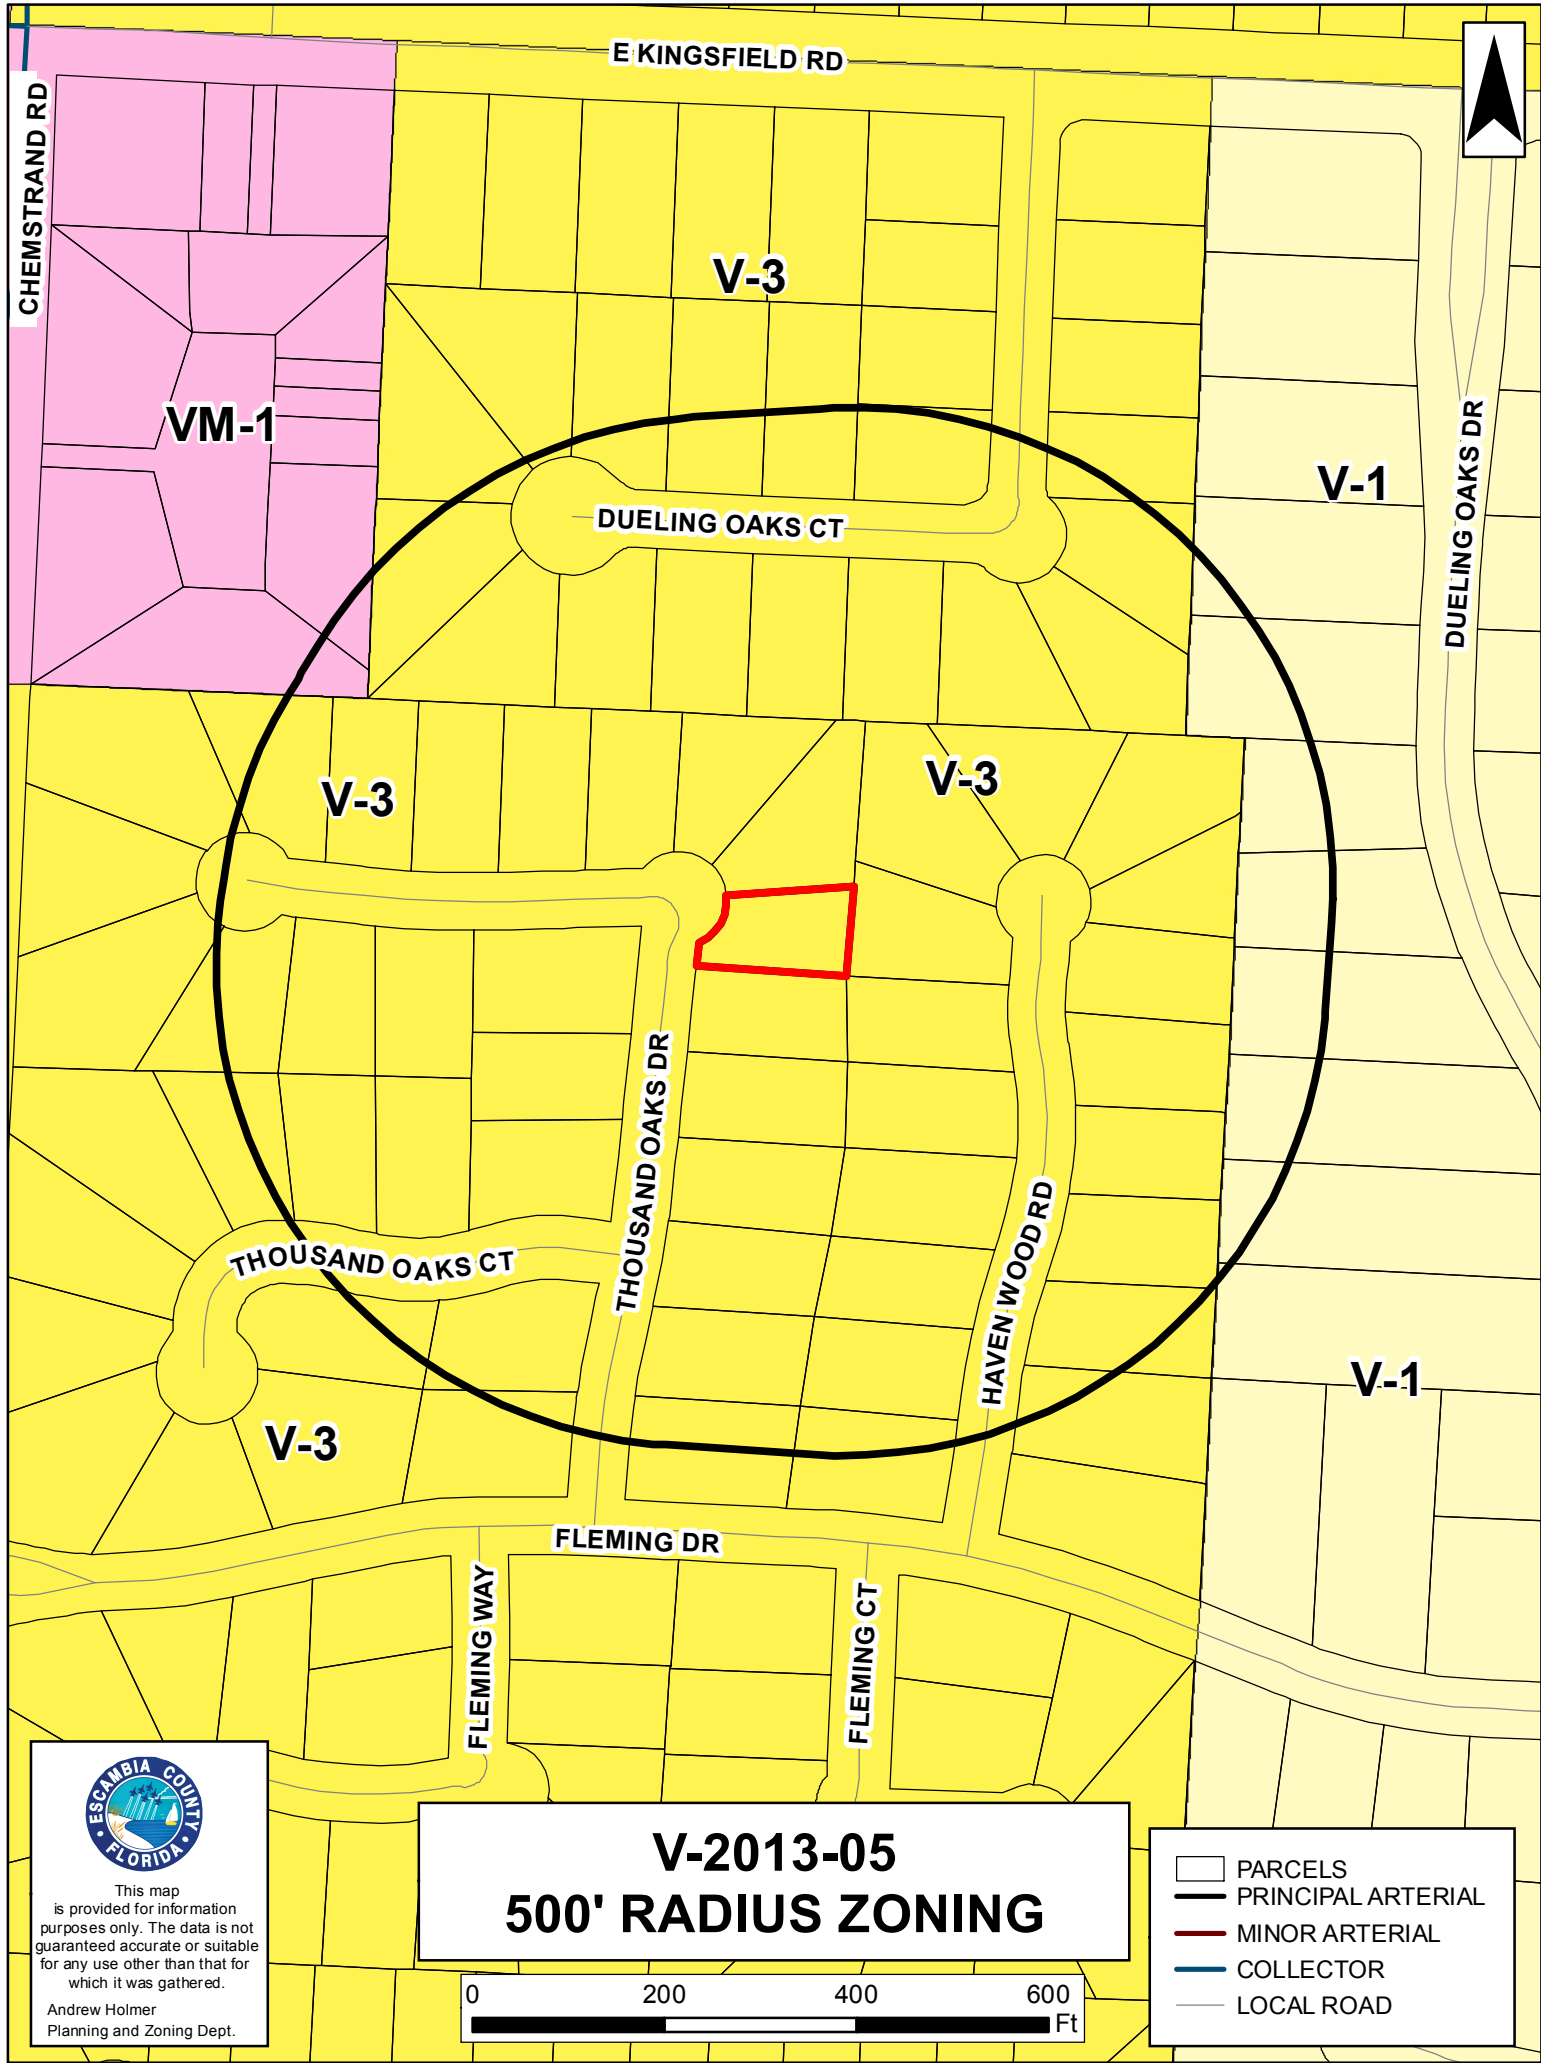 E KINGSFIELD RD
CHEMSTRAND RD
V-3
VM-1
V-1
DUELING OAKS DR
DUELING OAKS CT
V-3
V-3
THOUSAND OAKS DR
THOUSAND OAKS CT
HAVEN WOOD RD
V-1
V-3
FLEMING DR
FLEMING WAY
FLEMING CT
ESCAMBIA COUNTY
FLORIDA
This map
is provided for information
purposes only. The data is not
guaranteed accurate or suitable
for any use other than that for
which it was gathered.
Andrew Holmer
Planning and Zoning Dept.
V-2013-05
500' RADIUS ZONING
0 200 400 600
Ft
PARCELS
PRINCIPAL ARTERIAL
MINOR ARTERIAL
COLLECTOR
LOCAL ROAD